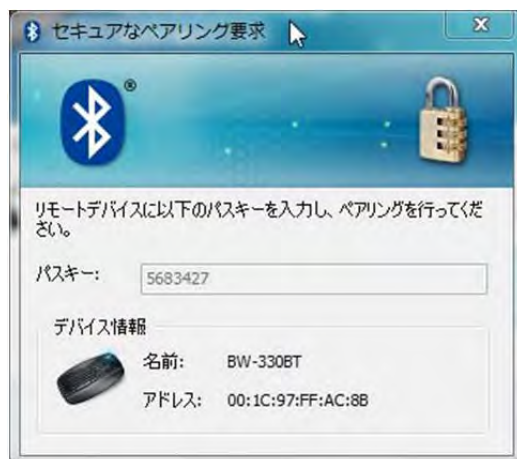 セキュアなペアリング要求
リモートデバイスに以下のパスキーを入力し、ペアリングを行ってくだ
さい。
パスキー: 5683427
デバイス情報
名前: BW-330BT
アドレス: 00:1C:97:FF:AC:8B